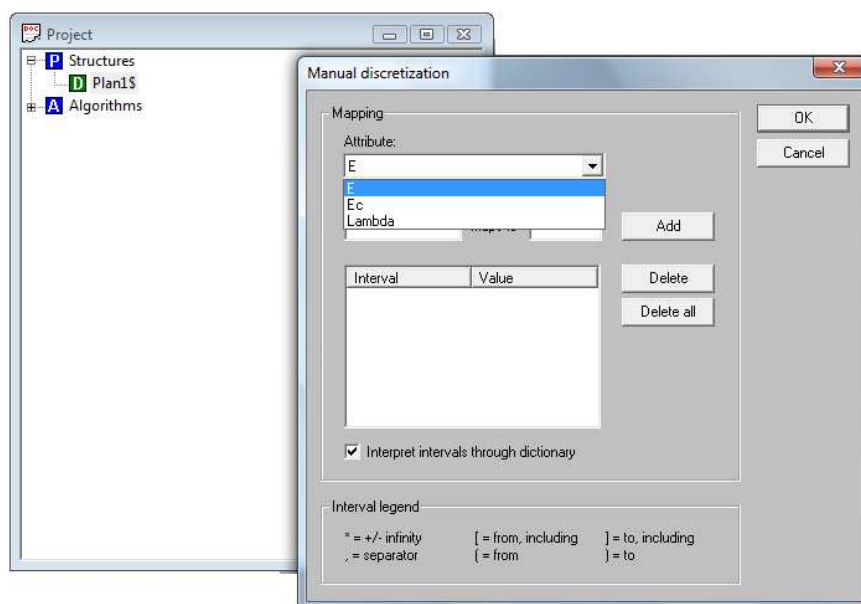 Project
Structures
Plan1$
Algorithms
Manual discretization
Mapping
Attribute:
E
E
Ec
Lambda
Add
Interval Value
Delete
Delete all
Interpret intervals through dictionary
Interval legend
* = +/- infinity [ = from, including ] = to, including
, = separator ( = from ) = to
OK
Cancel